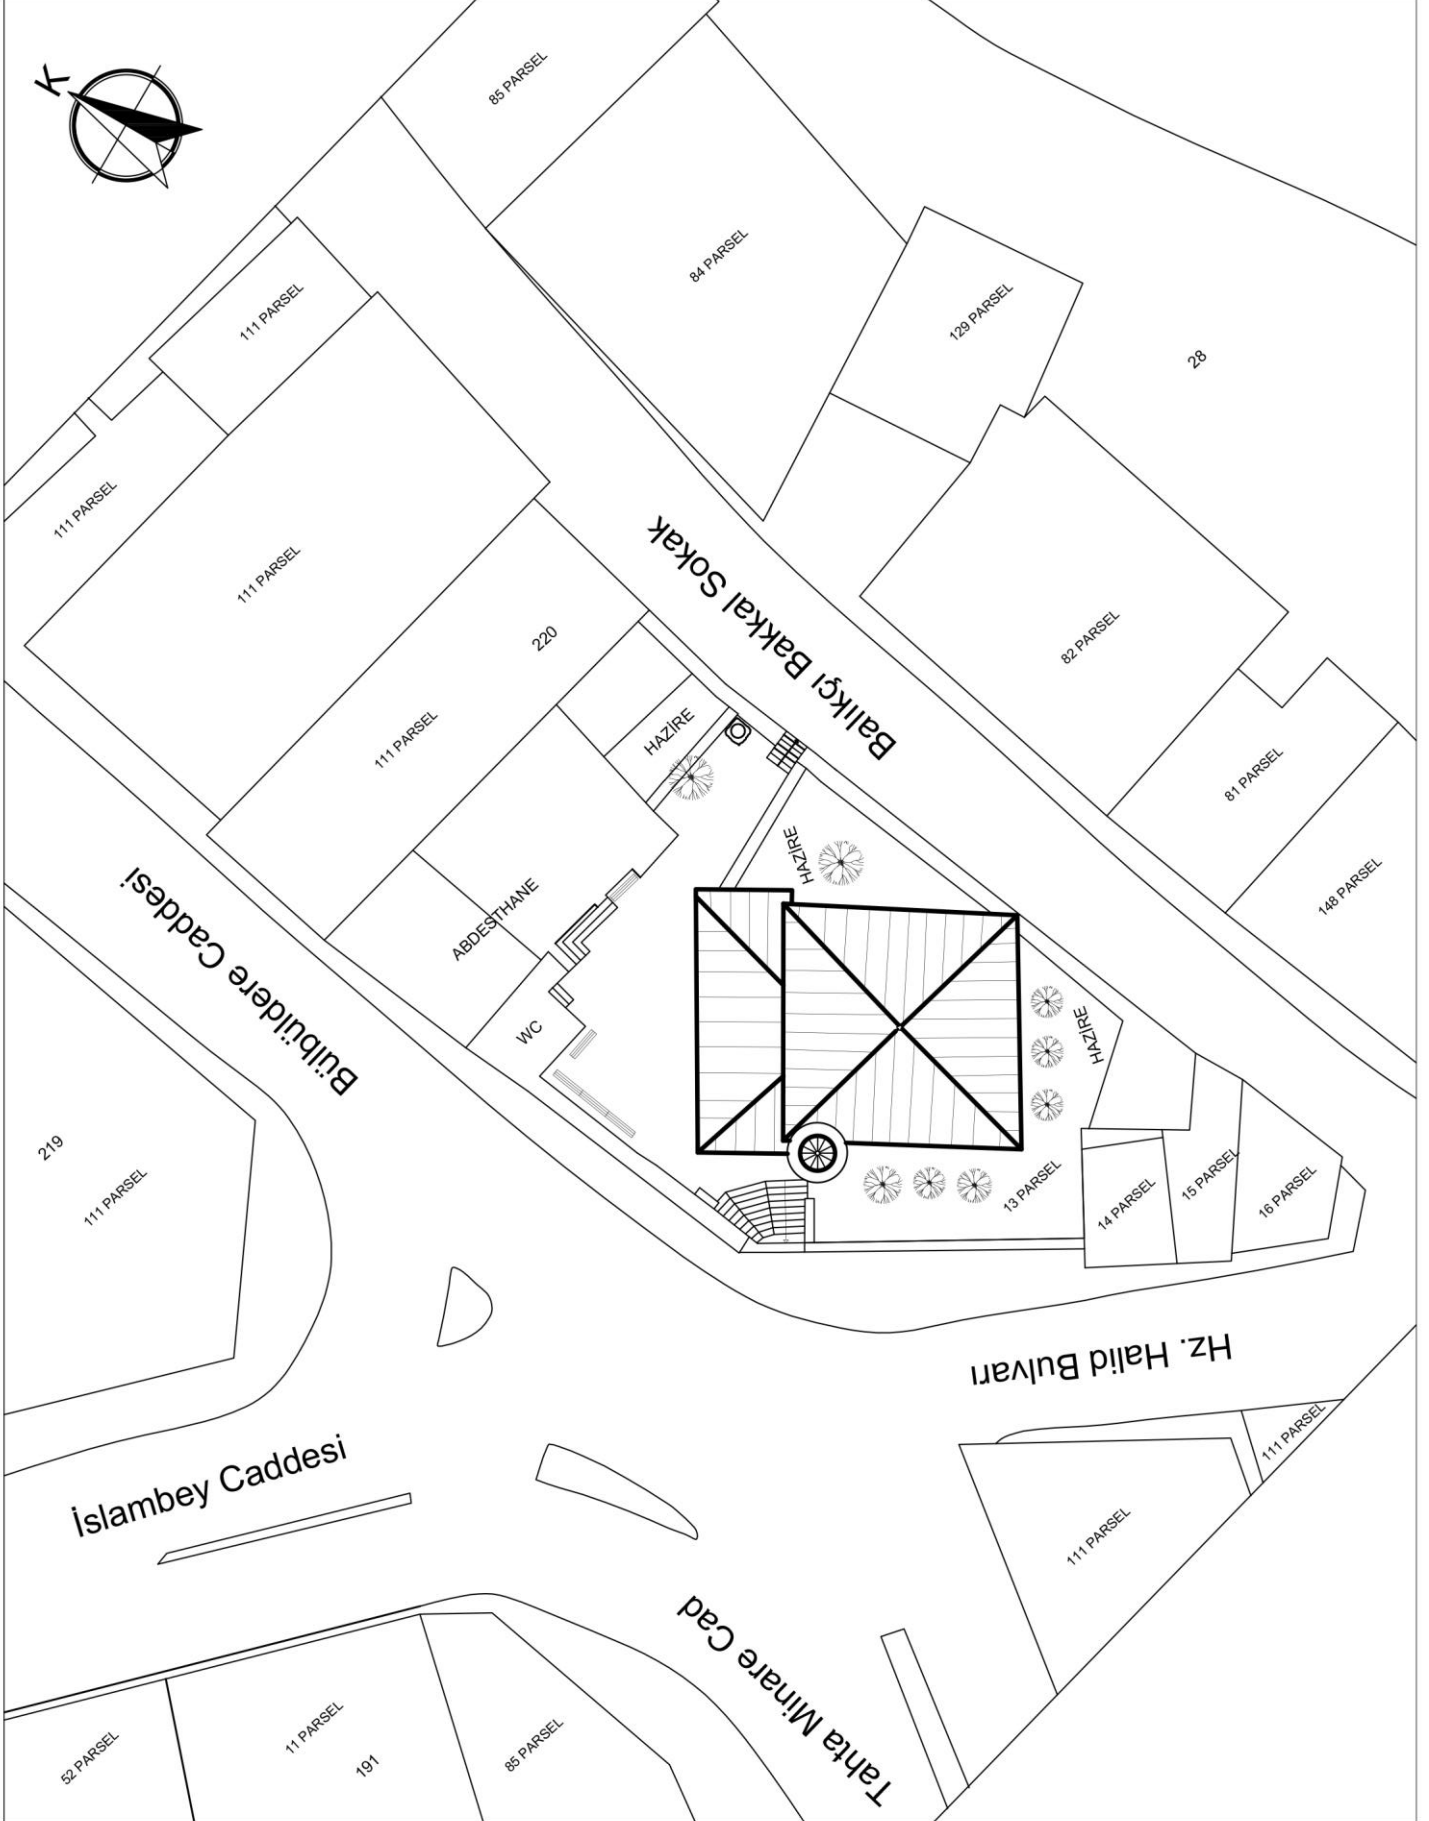 K
85 PARSEL
84 PARSEL
111 PARSEL
129 PARSEL
28
111 PARSEL
111 PARSEL
Balıkçı Bakkal Sokak
220
82 PARSEL
HAZİRE
111 PARSEL
81 PARSEL
HAZİRE
148 PARSEL
ABDESTHANE
Bülbüldere Caddesi
WC
HAZİRE
219
111 PARSEL
13 PARSEL
14 PARSEL
15 PARSEL
16 PARSEL
Hz. Halid Bulvarı
111 PARSEL
İslambey Caddesi
111 PARSEL
Tahta Minare Cad
52 PARSEL
11 PARSEL
191
85 PARSEL